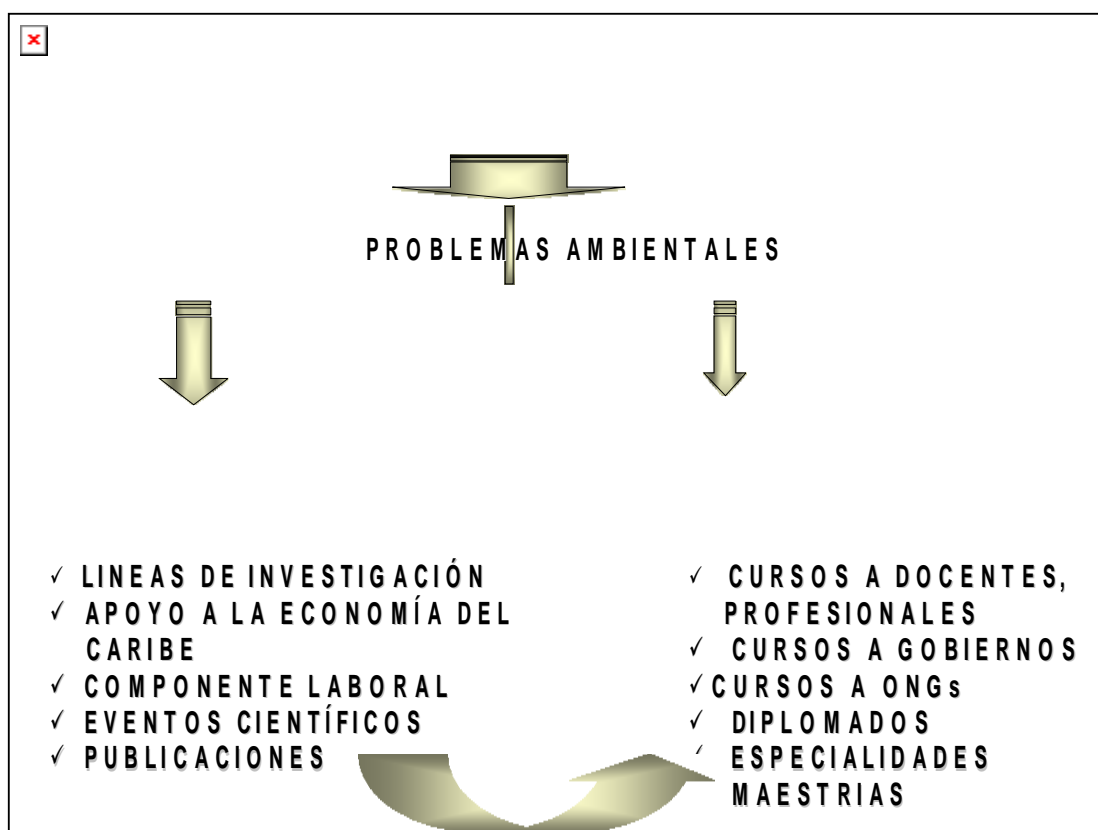 PROBLEMAS AMBIENTALES
✓ LINEAS DE INVESTIGACIÓN
✓ APOYO A LA ECONOMÍA DEL
CARIBE
✓ COMPONENTE LABORAL
✓ EVENTOS CIENTÍFICOS
✓ PUBLICACIONES
✓ CURSOS A DOCENTES,
PROFESIONALES
✓ CURSOS A GOBIERNOS
✓ CURSOS A ONGs
✓ DIPLOMADOS
✓ ESPECIALIDADES
MAESTRIAS